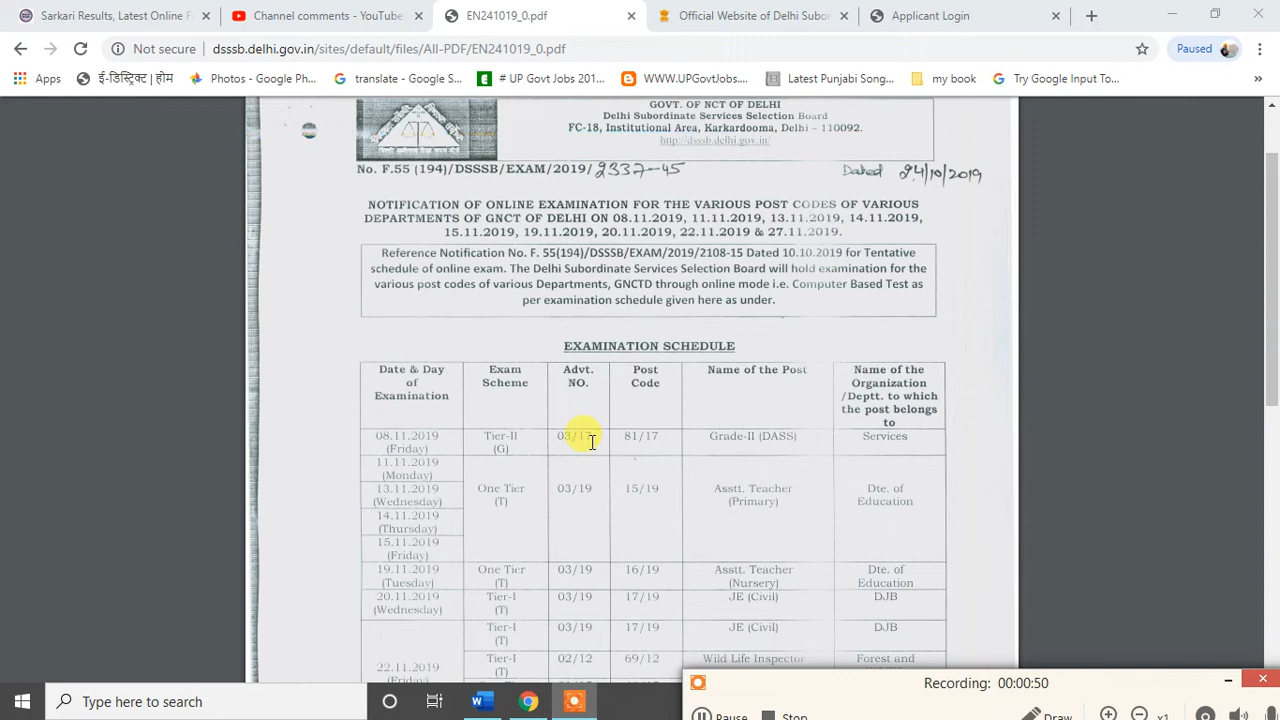 Sarkari Results, Latest Online F
Channel comments - YouTube
EN241019_0.pdf
Official Website of Delhi Subor
Applicant Login
Not secure
dsssb.delhi.gov.in/sites/default/files/All-PDF/EN241019_0.pdf
Paused
Apps
ई-डिस्ट्रिक्ट | होम
Photos - Google Ph...
translate - Google S...
# UP Govt Jobs 201...
WWW.UPGovtJobs...
Latest Punjabi Song...
my book
Try Google Input To...
»
GOVT. OF NCT OF DELHI
Delhi Subordinate Services Selection Board
FC-18, Institutional Area, Karkardooma, Delhi – 110092.
http://dsssb.delhi.gov.in/
No. F.55 (194)/DSSSB/EXAM/2019/2337-45
Dated 24/10/2019
NOTIFICATION OF ONLINE EXAMINATION FOR THE VARIOUS POST CODES OF VARIOUS
DEPARTMENTS OF GNCT OF DELHI ON 08.11.2019, 11.11.2019, 13.11.2019, 14.11.2019,
15.11.2019, 19.11.2019, 20.11.2019, 22.11.2019 & 27.11.2019.
Reference Notification No. F. 55(194)/DSSSB/EXAM/2019/2108-15 Dated 10.10.2019 for Tentative
schedule of online exam. The Delhi Subordinate Services Selection Board will hold examination for the
various post codes of various Departments, GNCTD through online mode i.e. Computer Based Test as
per examination schedule given here as under.
EXAMINATION SCHEDULE
Date & Day of Examination Exam Scheme Advt. NO. Post Code Name of the Post Name of the Organization /Deptt. to which the post belongs to
08.11.2019 (Friday) Tier-II (G) 03/17 81/17 Grade-II (DASS) Services
11.11.2019 (Monday)
13.11.2019 (Wednesday) One Tier (T) 03/19 15/19 Asstt. Teacher (Primary) Dte. of Education
14.11.2019 (Thursday)
15.11.2019 (Friday)
19.11.2019 (Tuesday) One Tier (T) 03/19 16/19 Asstt. Teacher (Nursery) Dte. of Education
20.11.2019 (Wednesday) Tier-I (T) 03/19 17/19 JE (Civil) DJB
Tier-I (T) 03/19 17/19 JE (Civil) DJB
22.11.2019 (Friday) Tier-I (T) 02/12 69/12 Wild Life Inspector Forest and
Recording: 00:00:50
Pause
Stop
Draw
x1
Type here to search